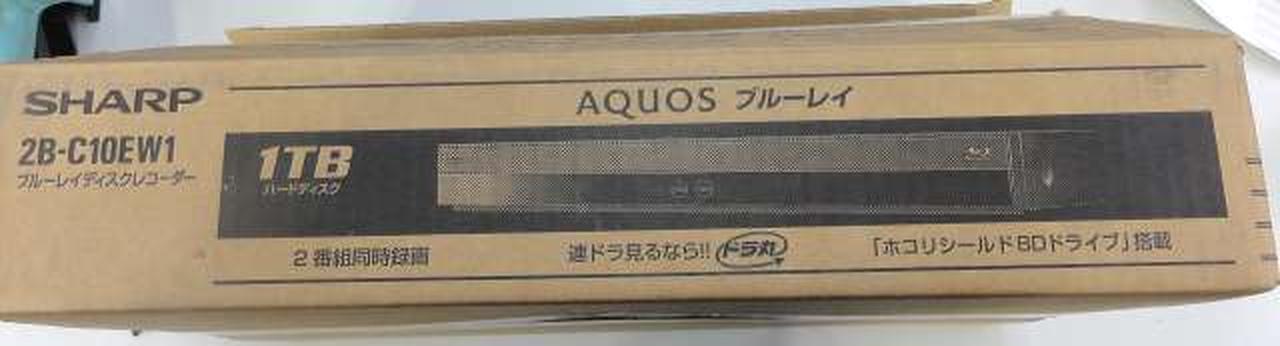 SHARP
2B-C10EW1
ブルーレイディスクレコーダー
AQUOS ブルーレイ
1TB
ハードディスク
2番組同時録画
連ドラ見るなら!! ドラ丸
「ホコリシールドBDドライブ」搭載